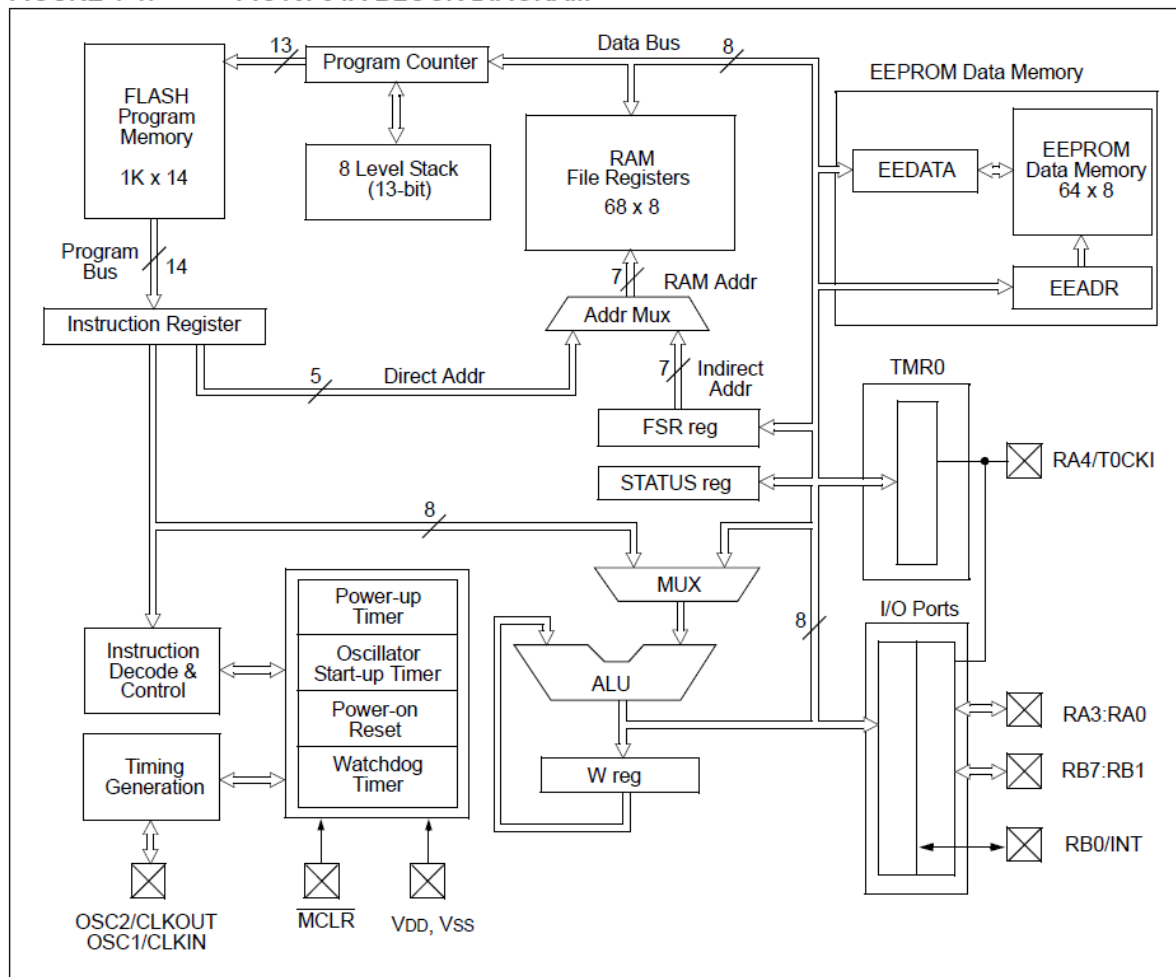 13
Data Bus
8
Program Counter
EEPROM Data Memory
FLASH
Program
Memory
1K x 14
8 Level Stack
(13-bit)
RAM
File Registers
68 x 8
EEDATA
EEPROM
Data Memory
64 x 8
Program
Bus
14
7
RAM Addr
EEADR
Instruction Register
Addr Mux
5
Direct Addr
7
Indirect
Addr
TMR0
FSR reg
RA4/T0CKI
STATUS reg
8
MUX
Power-up
Timer
8
I/O Ports
Instruction
Decode &
Control
Oscillator
Start-up Timer
ALU
Power-on
Reset
RA3:RA0
Timing
Generation
Watchdog
Timer
W reg
RB7:RB1
RB0/INT
OSC2/CLKOUT
OSC1/CLKIN
MCLR
VDD, VSS